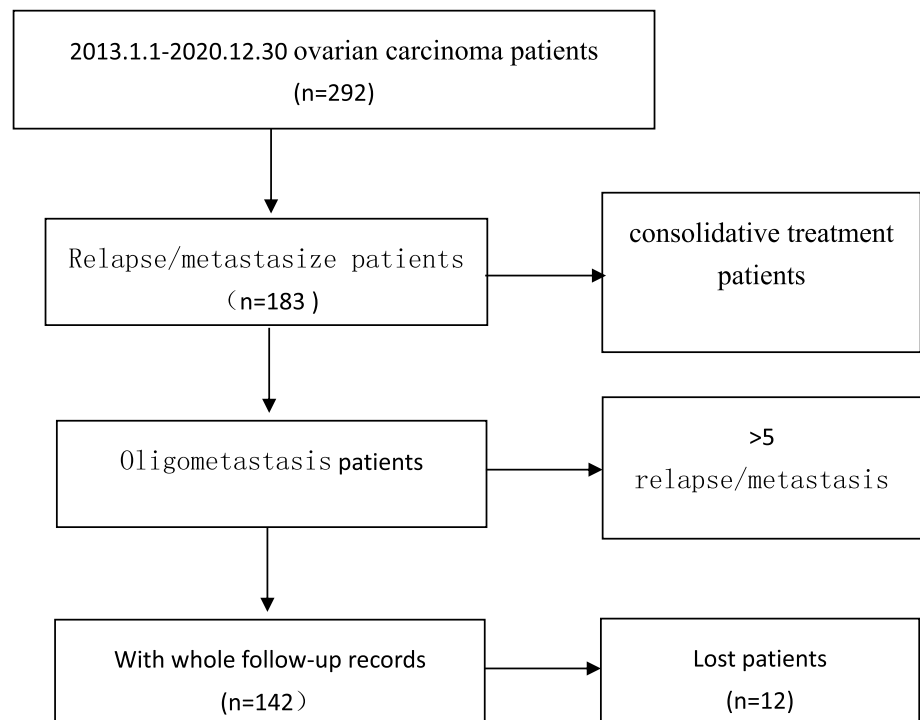 2013.1.1-2020.12.30 ovarian carcinoma patients
(n=292)
Relapse/metastasize patients
（n=183 )
consolidative treatment
patients
Oligometastasis patients
>5
relapse/metastasis
With whole follow-up records
(n=142）
Lost patients
(n=12)